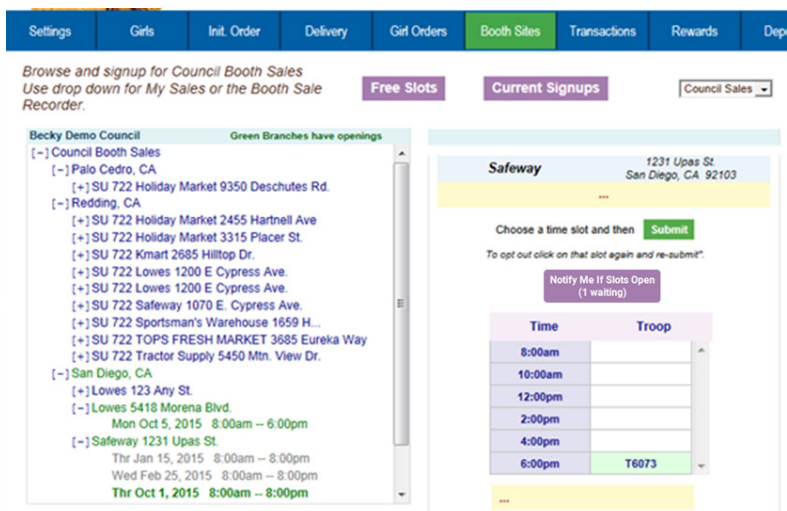 Settings Girls Init. Order Delivery Girl Orders Booth Sites Transactions Rewards Dep
Browse and signup for Council Booth Sales
Use drop down for My Sales or the Booth Sale
Recorder.
Free Slots Current Signups Council Sales
Becky Demo Council Green Branches have openings
[-] Council Booth Sales
[-] Palo Cedro, CA
[+] SU 722 Holiday Market 9350 Deschutes Rd.
[-] Redding, CA
[+] SU 722 Holiday Market 2455 Hartnell Ave
[+] SU 722 Holiday Market 3315 Placer St.
[+] SU 722 Kmart 2685 Hilltop Dr.
[+] SU 722 Lowes 1200 E Cypress Ave.
[+] SU 722 Lowes 1200 E Cypress Ave.
[+] SU 722 Safeway 1070 E. Cypress Ave.
[+] SU 722 Sportsman's Warehouse 1659 H...
[+] SU 722 TOPS FRESH MARKET 3685 Eureka Way
[+] SU 722 Tractor Supply 5450 Mtn. View Dr.
[-] San Diego, CA
[+] Lowes 123 Any St.
[-] Lowes 5418 Morena Blvd.
Mon Oct 5, 2015 8:00am -- 6:00pm
[-] Safeway 1231 Upas St.
Thr Jan 15, 2015 8:00am -- 8:00pm
Wed Feb 25, 2015 8:00am -- 8:00pm
Thr Oct 1, 2015 8:00am -- 8:00pm
Safeway
1231 Upas St.
San Diego, CA 92103
...
Choose a time slot and then Submit
To opt out click on that slot again and re-submit".
Notify Me If Slots Open
(1 waiting)
Time Troop
8:00am
10:00am
12:00pm
2:00pm
4:00pm
6:00pm T6073
...